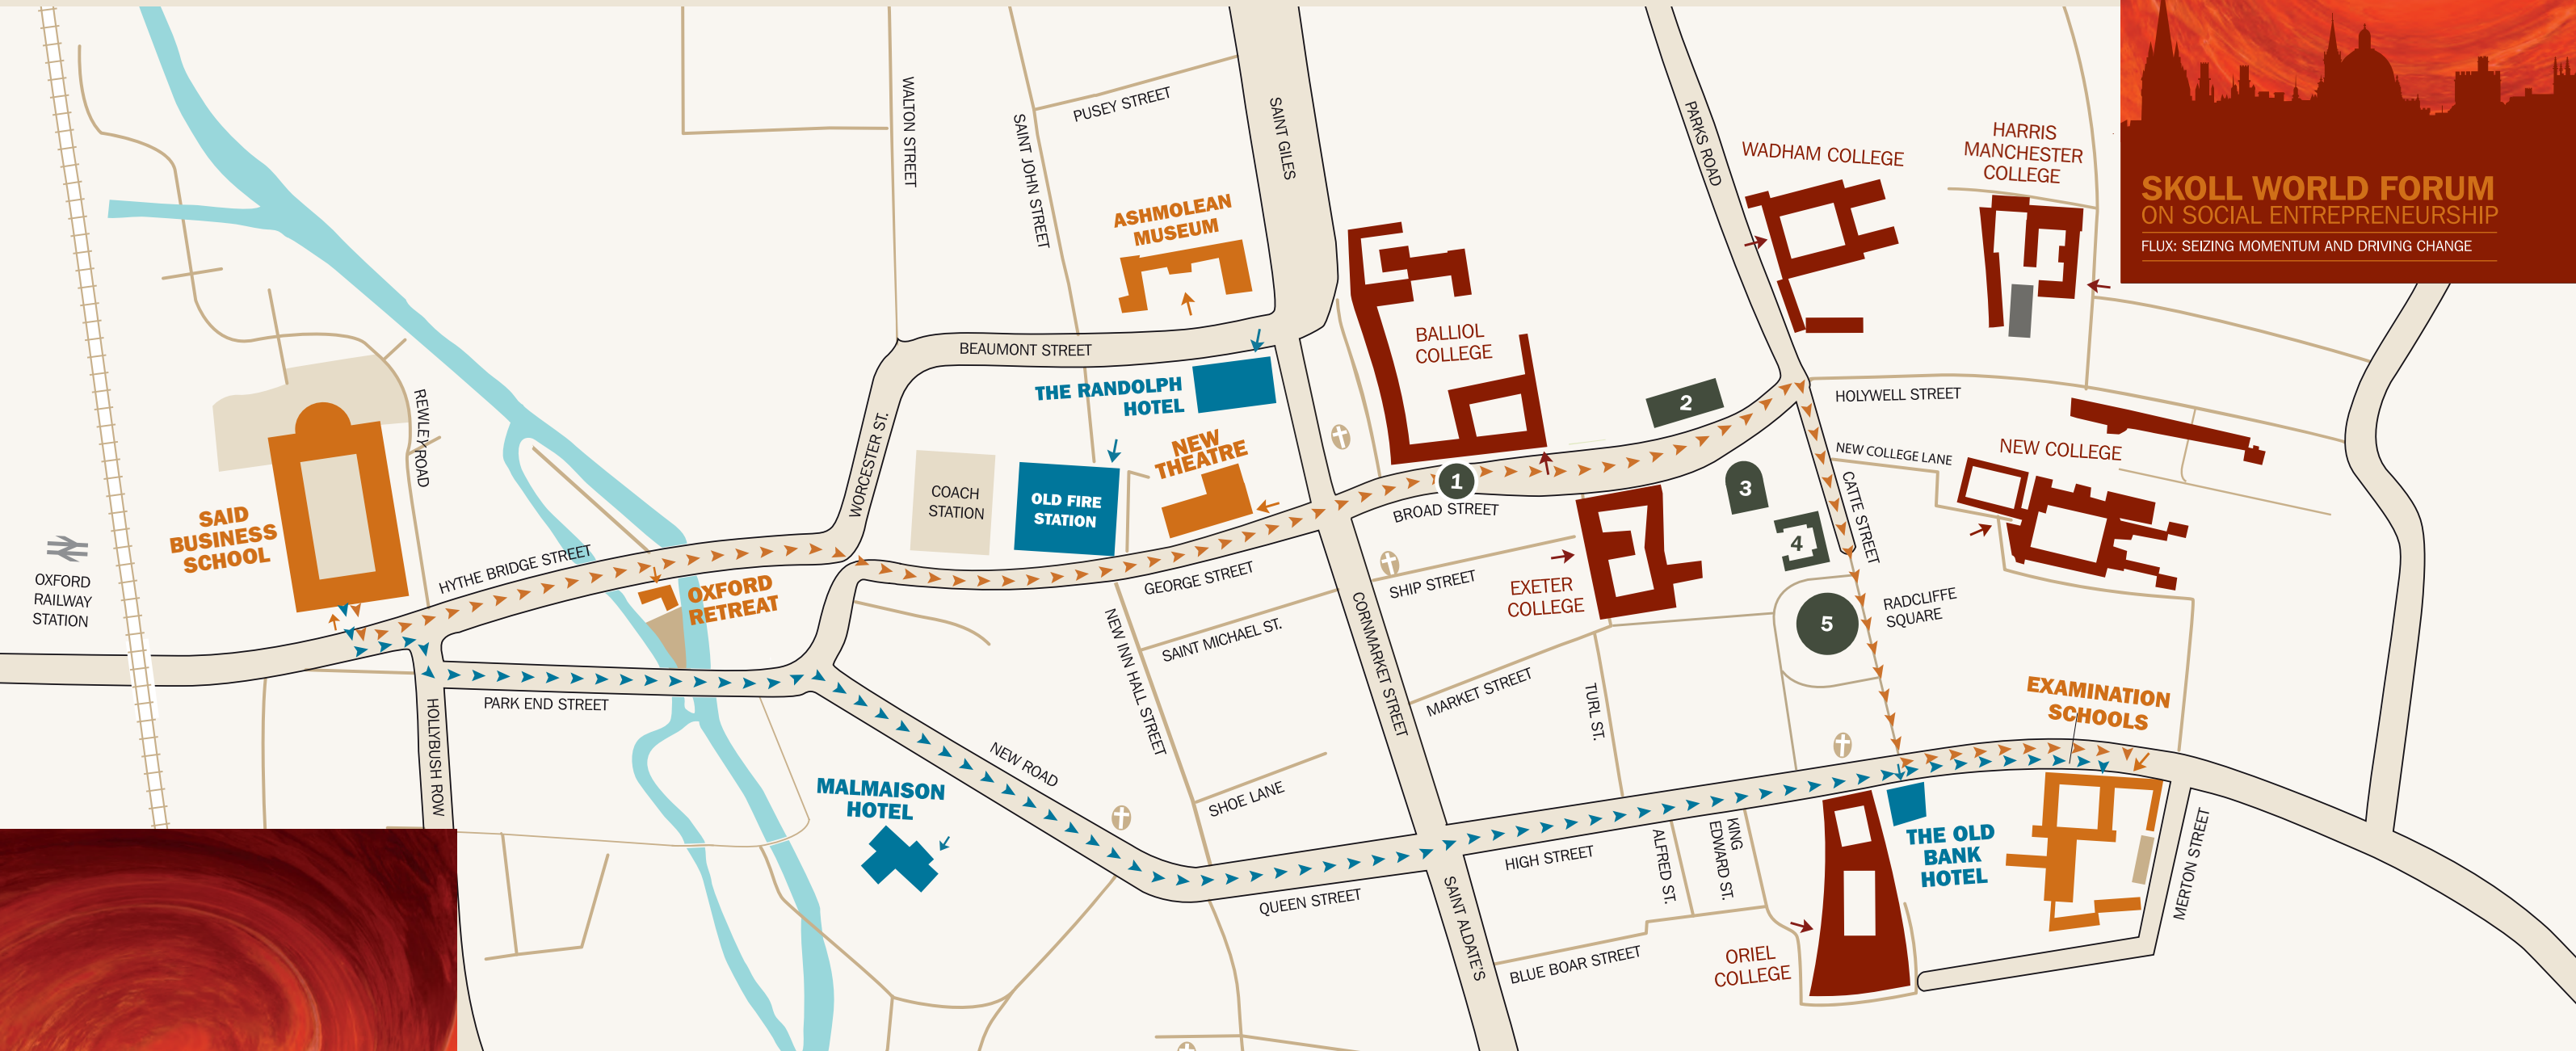 SKOLL WORLD FORUM
ON SOCIAL ENTREPRENEURSHIP
FLUX: SEIZING MOMENTUM AND DRIVING CHANGE
WALTON STREET
SAINT JOHN STREET
PUSEY STREET
SAINT GILES
PARKS ROAD
WADHAM COLLEGE
HARRIS
MANCHESTER
COLLEGE
ASHMOLEAN
MUSEUM
BEAUMONT STREET
THE RANDOLPH
HOTEL
BALLIOL
COLLEGE
2
HOLYWELL STREET
NEW COLLEGE LANE
NEW COLLEGE
REWLEY ROAD
WORCESTER ST.
COACH
STATION
OLD FIRE
STATION
NEW
THEATRE
1
BROAD STREET
3
4
CATTE STREET
SAID
BUSINESS
SCHOOL
OXFORD
RAILWAY
STATION
HYTHE BRIDGE STREET
OXFORD
RETREAT
GEORGE STREET
SHIP STREET
EXETER
COLLEGE
5
RADCLIFFE
SQUARE
NEW INN HALL STREET
SAINT MICHAEL ST.
CORNMARKET STREET
MARKET STREET
TURL ST.
EXAMINATION
SCHOOLS
PARK END STREET
HOLLYBUSH ROW
NEW ROAD
MALMAISON
HOTEL
SHOE LANE
QUEEN STREET
HIGH STREET
ALFRED ST.
KING
EDWARD ST.
THE OLD
BANK
HOTEL
MERTON STREET
SAINT ALDATE'S
BLUE BOAR STREET
ORIEL
COLLEGE